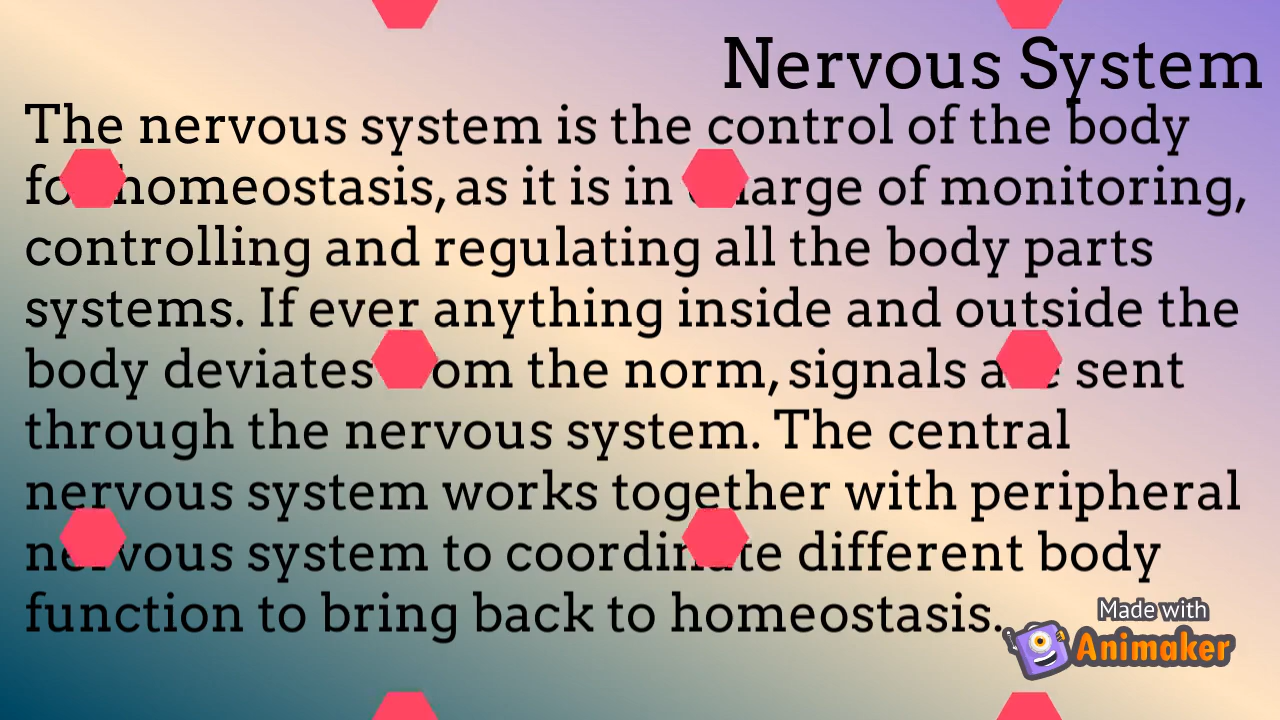 Nervous System
The nervous system is the control of the body
for homeostasis, as it is in charge of monitoring,
controlling and regulating all the body parts
systems. If ever anything inside and outside the
body deviates from the norm, signals are sent
through the nervous system. The central
nervous system works together with peripheral
nervous system to coordinate different body
function to bring back to homeostasis.
Made with
Animaker